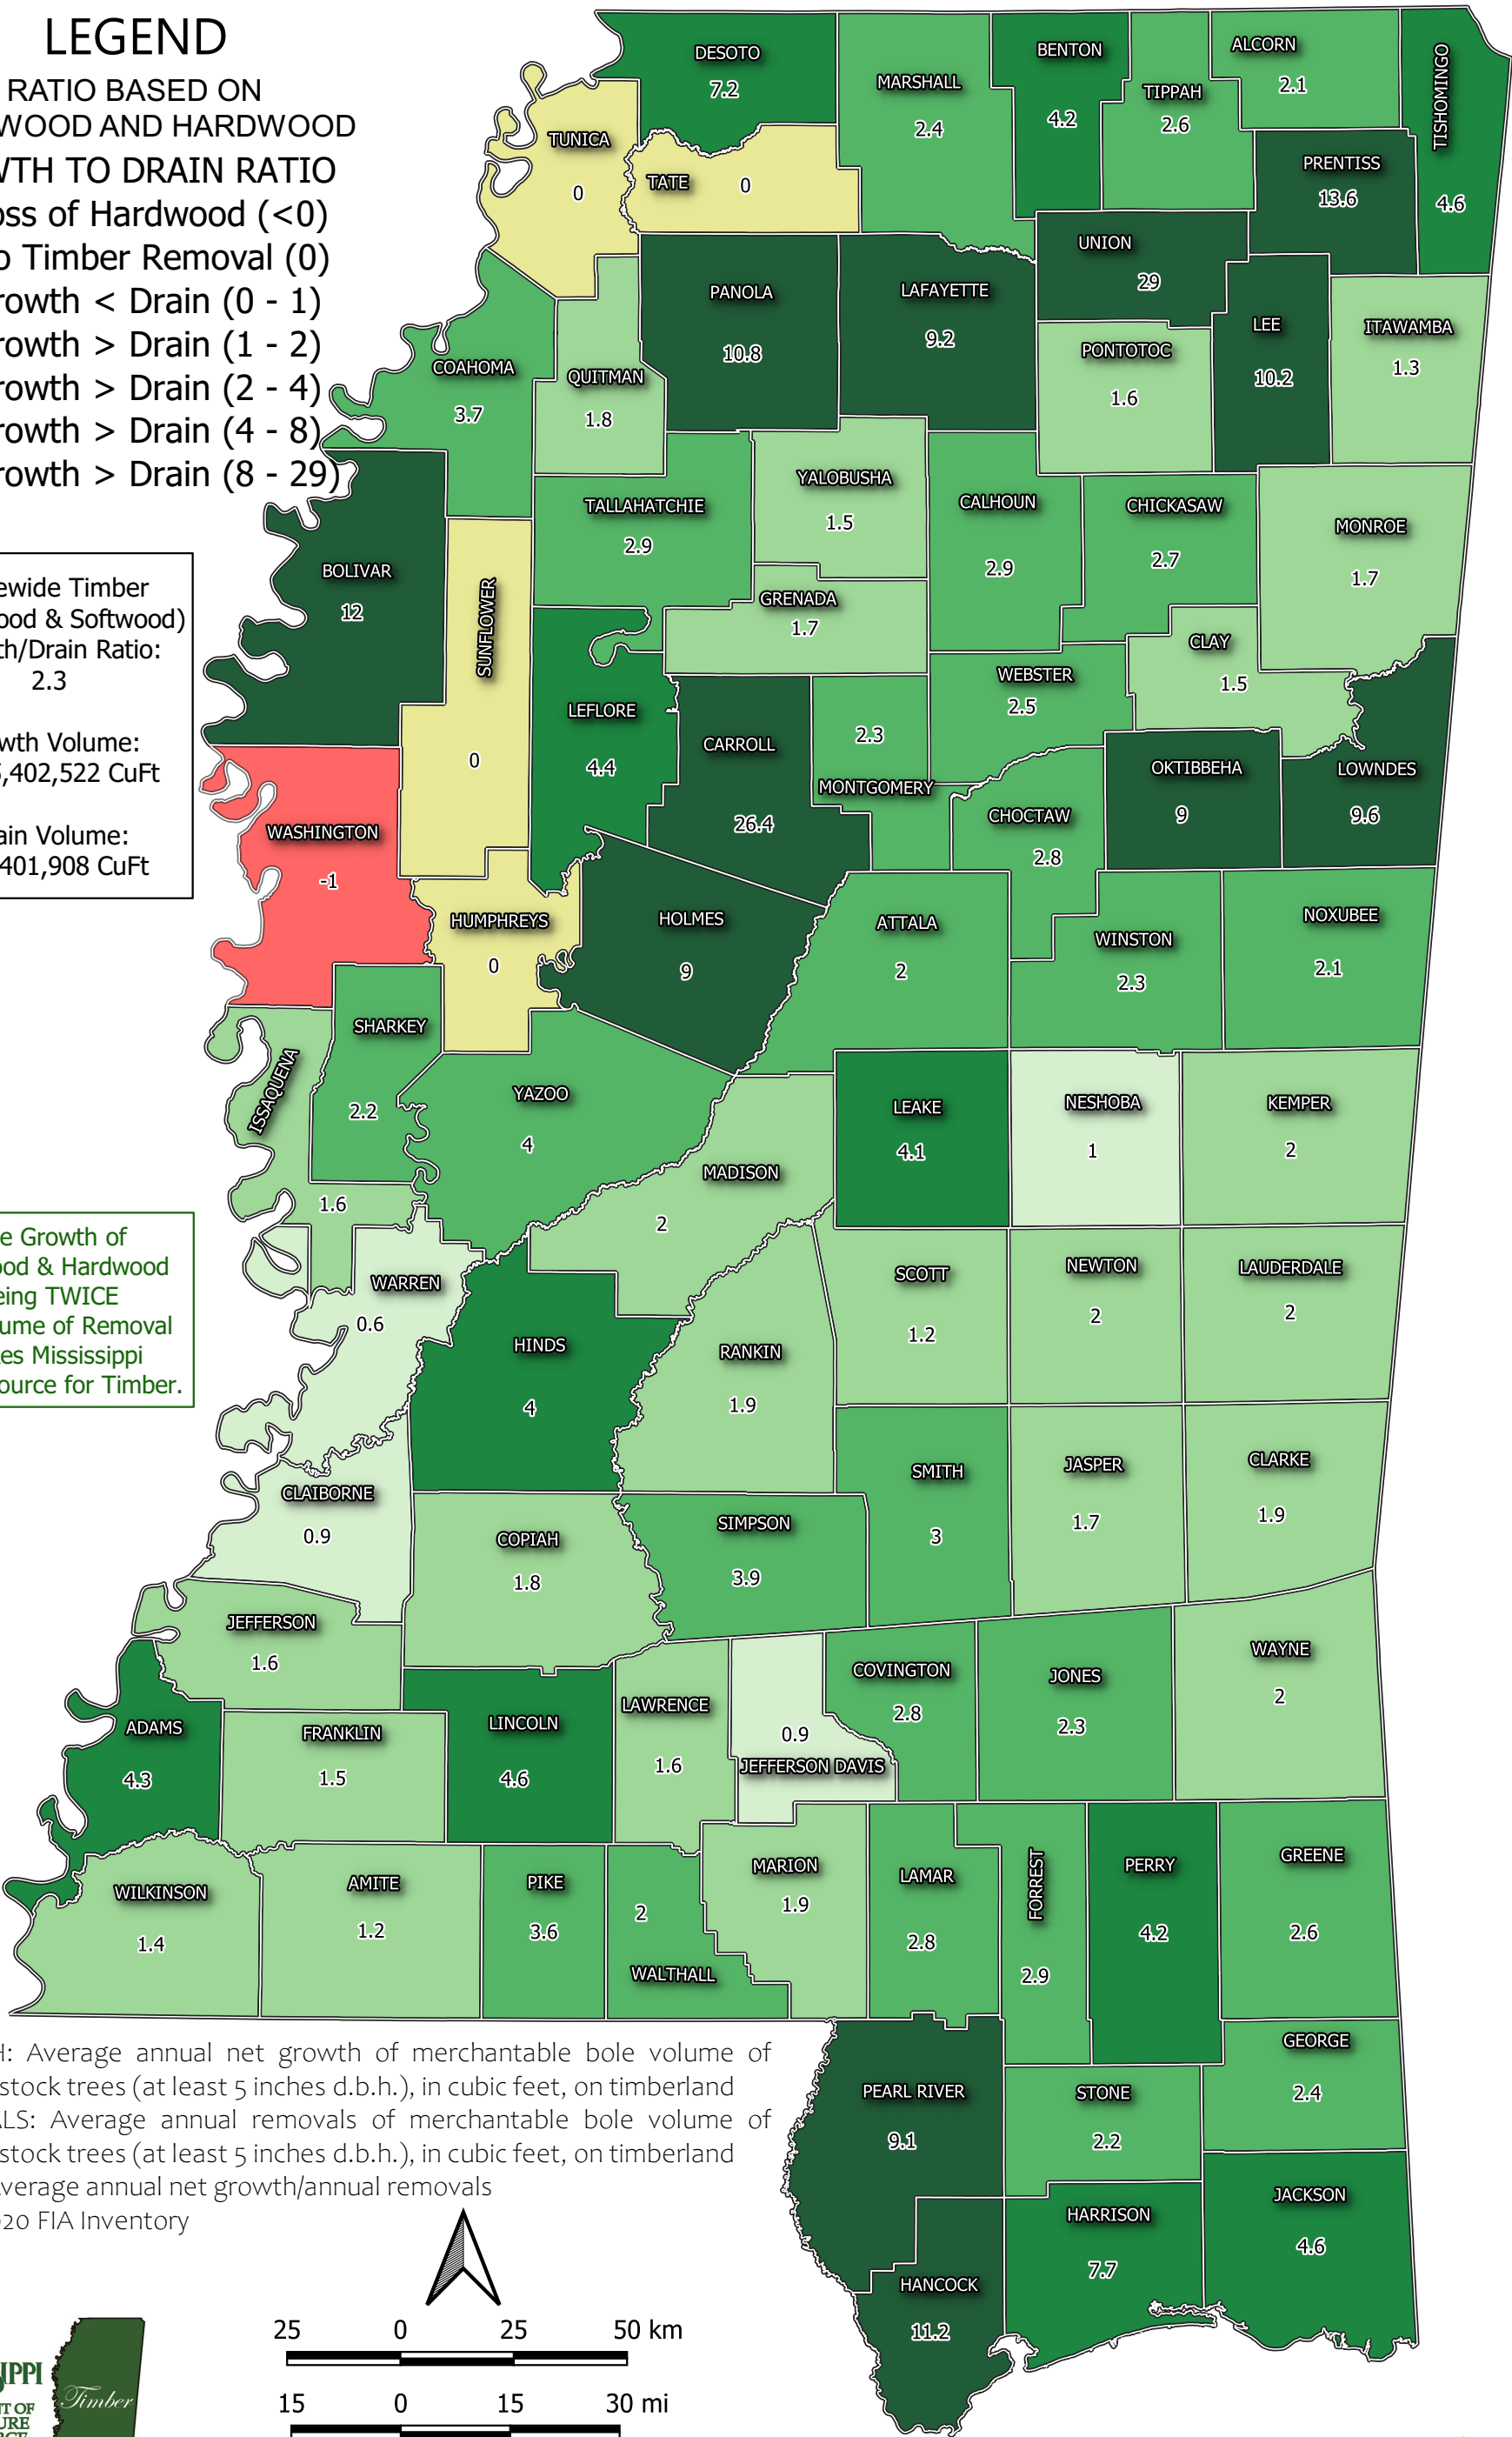 LEGEND
RATIO BASED ON
WOOD AND HARDWOOD
WTH TO DRAIN RATIO
oss of Hardwood (<0)
o Timber Removal (0)
rowth < Drain (0 - 1)
rowth > Drain (1 - 2)
rowth > Drain (2 - 4)
rowth > Drain (4 - 8)
rowth > Drain (8 - 29)
ewide Timber
ood & Softwood)
th/Drain Ratio:
2.3
wth Volume:
,402,522 CuFt
ain Volume:
401,908 CuFt
e Growth of
ood & Hardwood
eing TWICE
ume of Removal
es Mississippi
ource for Timber.
DESOTO
7.2
MARSHALL
2.4
BENTON
4.2
TIPPAH
2.6
ALCORN
2.1
TISHOMINGO
4.6
PRENTISS
13.6
TUNICA
0
TATE
0
UNION
29
PANOLA
10.8
LAFAYETTE
9.2
LEE
10.2
ITAWAMBA
1.3
PONTOTOC
1.6
COAHOMA
3.7
QUITMAN
1.8
TALLAHATCHIE
2.9
YALOBUSHA
1.5
CALHOUN
2.9
CHICKASAW
2.7
MONROE
1.7
BOLIVAR
12
SUNFLOWER
0
GRENADA
1.7
CLAY
1.5
WEBSTER
2.5
LEFLORE
4.4
CARROLL
26.4
2.3
MONTGOMERY
CHOCTAW
2.8
OKTIBBEHA
9
LOWNDES
9.6
WASHINGTON
-1
HUMPHREYS
0
HOLMES
9
ATTALA
2
WINSTON
2.3
NOXUBEE
2.1
SHARKEY
2.2
ISSAQUENA
1.6
YAZOO
4
MADISON
2
LEAKE
4.1
NESHOBA
1
KEMPER
2
WARREN
0.6
HINDS
4
RANKIN
1.9
SCOTT
1.2
NEWTON
2
LAUDERDALE
2
CLAIBORNE
0.9
COPIAH
1.8
SIMPSON
3.9
SMITH
3
JASPER
1.7
CLARKE
1.9
JEFFERSON
1.6
ADAMS
4.3
FRANKLIN
1.5
LINCOLN
4.6
LAWRENCE
1.6
0.9
JEFFERSON DAVIS
COVINGTON
2.8
JONES
2.3
WAYNE
2
WILKINSON
1.4
AMITE
1.2
PIKE
3.6
2
WALTHALL
MARION
1.9
LAMAR
2.8
FORREST
2.9
PERRY
4.2
GREENE
2.6
PEARL RIVER
9.1
STONE
2.2
GEORGE
2.4
HARRISON
7.7
JACKSON
4.6
HANCOCK
11.2
H: Average annual net growth of merchantable bole volume of
stock trees (at least 5 inches d.b.h.), in cubic feet, on timberland
ALS: Average annual removals of merchantable bole volume of
stock trees (at least 5 inches d.b.h.), in cubic feet, on timberland
verage annual net growth/annual removals
020 FIA Inventory
25 0 25 50 km
15 0 15 30 mi
IPPI
Timber
T OF
URE